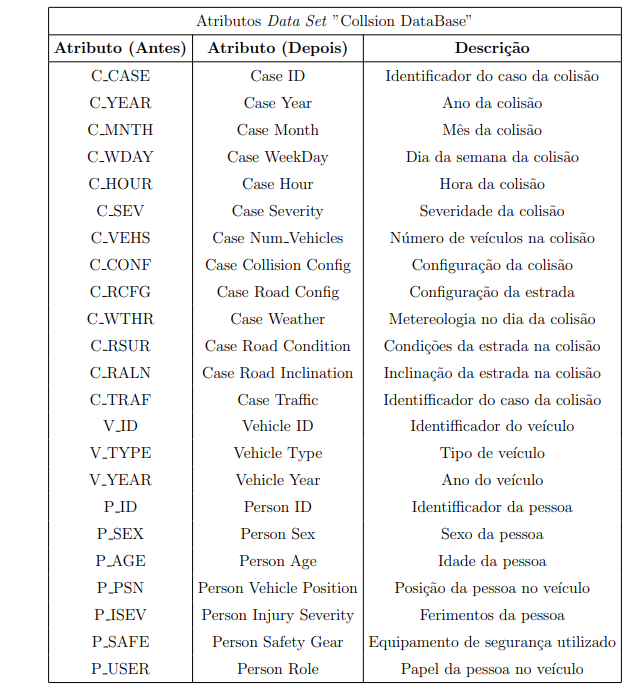 Atributos Data Set "Collsion DataBase"
Atributo (Antes) Atributo (Depois) Descrição
C_CASE Case ID Identificador do caso da colisão
C_YEAR Case Year Ano da colisão
C_MNTH Case Month Mês da colisão
C_WDAY Case WeekDay Dia da semana da colisão
C_HOUR Case Hour Hora da colisão
C_SEV Case Severity Severidade da colisão
C_VEHS Case Num_Vehicles Número de veículos na colisão
C_CONF Case Collision Config Configuração da colisão
C_RCFG Case Road Config Configuração da estrada
C_WTHR Case Weather Metereologia no dia da colisão
C_RSUR Case Road Condition Condições da estrada na colisão
C_RALN Case Road Inclination Inclinação da estrada na colisão
C_TRAF Case Traffic Identifficador do caso da colisão
V_ID Vehicle ID Identificador do veículo
V_TYPE Vehicle Type Tipo de veículo
V_YEAR Vehicle Year Ano do veículo
P_ID Person ID Identifficador da pessoa
P_SEX Person Sex Sexo da pessoa
P_AGE Person Age Idade da pessoa
P_PSN Person Vehicle Position Posição da pessoa no veículo
P_ISEV Person Injury Severity Ferimentos da pessoa
P_SAFE Person Safety Gear Equipamento de segurança utilizado
P_USER Person Role Papel da pessoa no veículo